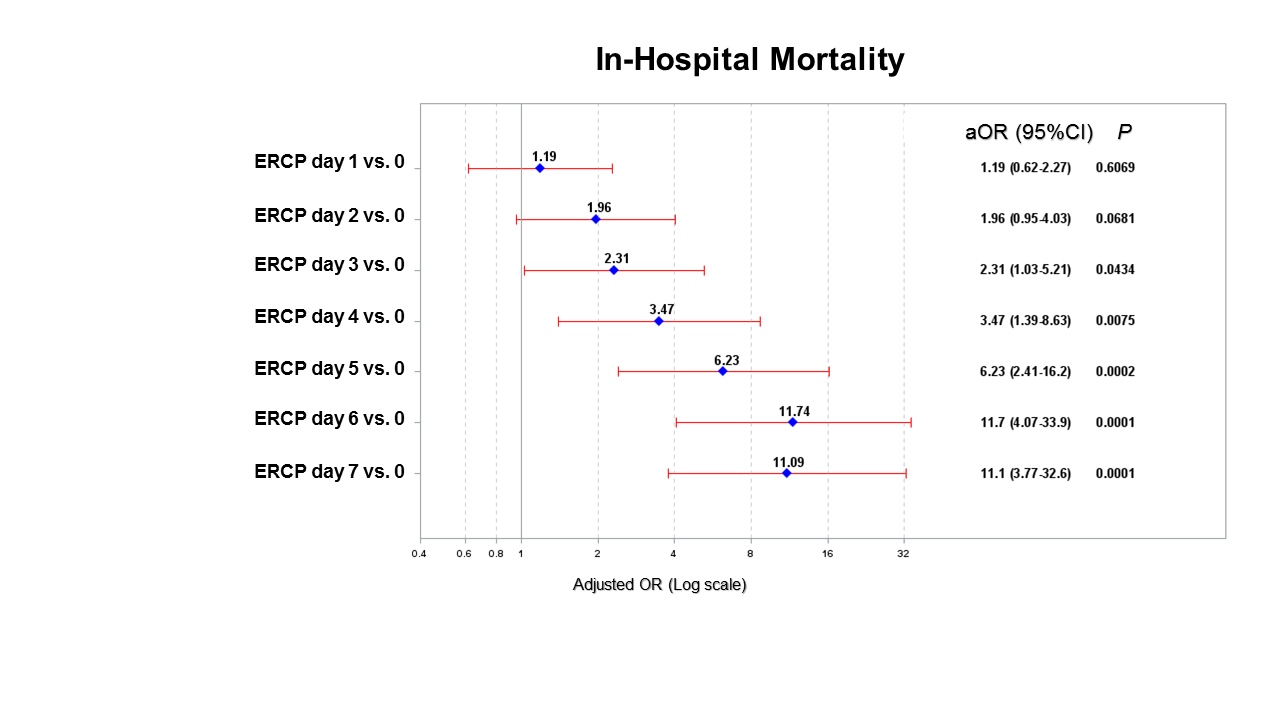 In-Hospital Mortality
aOR (95%CI) P
ERCP day 1 vs. 0 1.19 1.19 (0.62-2.27) 0.6069
ERCP day 2 vs. 0 1.96 1.96 (0.95-4.03) 0.0681
ERCP day 3 vs. 0 2.31 2.31 (1.03-5.21) 0.0434
ERCP day 4 vs. 0 3.47 3.47 (1.39-8.63) 0.0075
ERCP day 5 vs. 0 6.23 6.23 (2.41-16.2) 0.0002
ERCP day 6 vs. 0 11.74 11.7 (4.07-33.9) 0.0001
ERCP day 7 vs. 0 11.09 11.1 (3.77-32.6) 0.0001
0.4 0.6 0.8 1 2 4 8 16 32
Adjusted OR (Log scale)